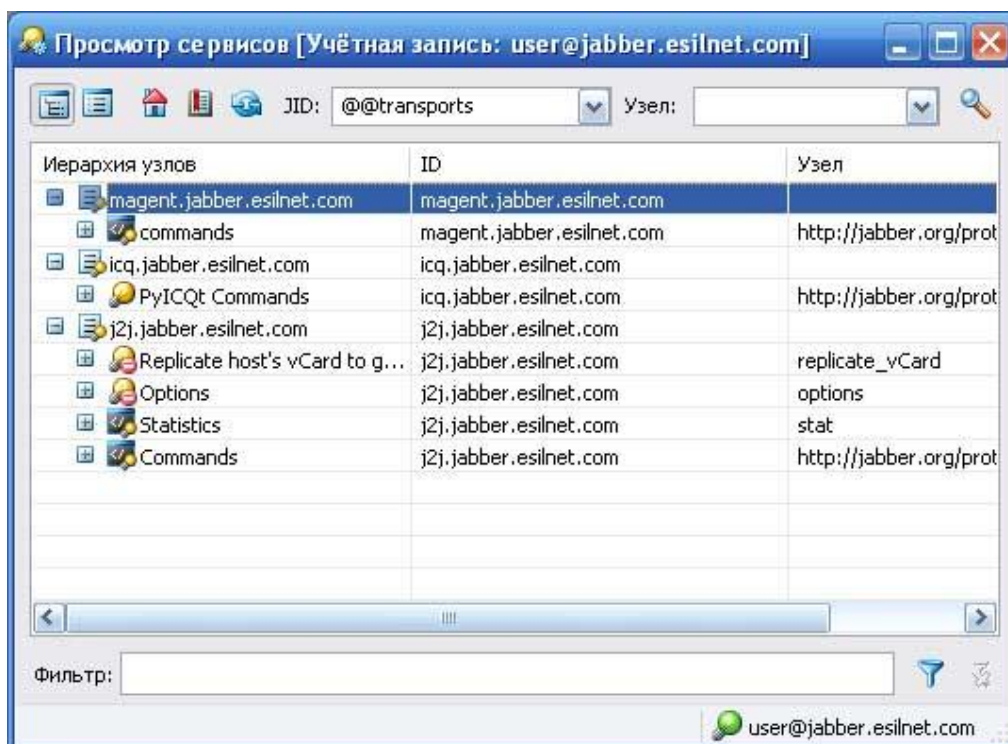 Просмотр сервисов [Учётная запись: user@jabber.esilnet.com]
JID: @@transports Узел:
Иерархия узлов ID Узел
magent.jabber.esilnet.com magent.jabber.esilnet.com
commands magent.jabber.esilnet.com http://jabber.org/prot
icq.jabber.esilnet.com icq.jabber.esilnet.com
PyICQt Commands icq.jabber.esilnet.com http://jabber.org/prot
j2j.jabber.esilnet.com j2j.jabber.esilnet.com
Replicate host's vCard to g... j2j.jabber.esilnet.com replicate_vCard
Options j2j.jabber.esilnet.com options
Statistics j2j.jabber.esilnet.com stat
Commands j2j.jabber.esilnet.com http://jabber.org/prot
Фильтр:
user@jabber.esilnet.com